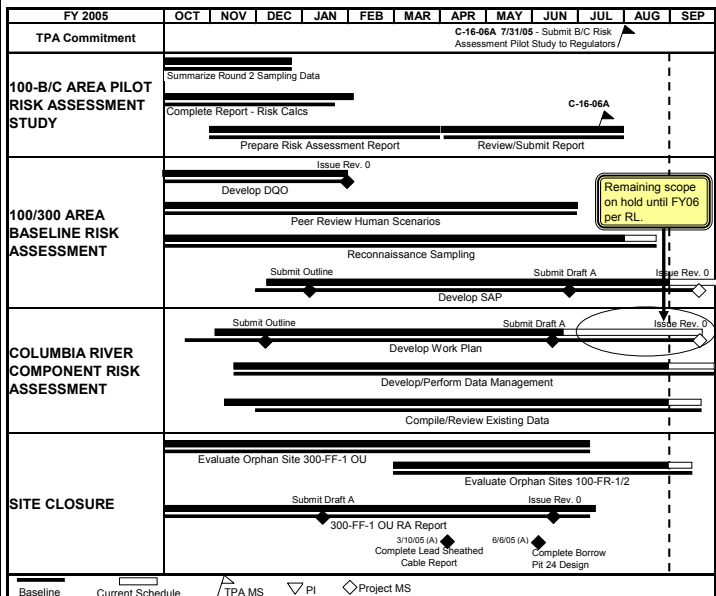 FY 2005 OCT NOV DEC JAN FEB MAR APR MAY JUN JUL AUG SEP
TPA Commitment
C-16-06A 7/31/05 - Submit B/C Risk
Assessment Pilot Study to Regulators
100-B/C AREA PILOT
RISK ASSESSMENT
STUDY
Summarize Round 2 Sampling Data
Complete Report - Risk Calcs
C-16-06A
Prepare Risk Assessment Report
Review/Submit Report
100/300 AREA
BASELINE RISK
ASSESSMENT
Issue Rev. 0
Develop DQO
Remaining scope
on hold until FY06
per RL.
Peer Review Human Scenarios
Reconnaissance Sampling
Submit Outline
Submit Draft A
Issue Rev. 0
Develop SAP
COLUMBIA RIVER
COMPONENT RISK
ASSESSMENT
Submit Outline
Submit Draft A
Issue Rev. 0
Develop Work Plan
Develop/Perform Data Management
Compile/Review Existing Data
SITE CLOSURE
Evaluate Orphan Site 300-FF-1 OU
Evaluate Orphan Sites 100-FR-1/2
Submit Draft A
Issue Rev. 0
300-FF-1 OU RA Report
3/10/05 (A)
Complete Lead Sheathed
Cable Report
6/6/05 (A)
Complete Borrow
Pit 24 Design
Baseline Current Schedule TPA MS PI Project MS